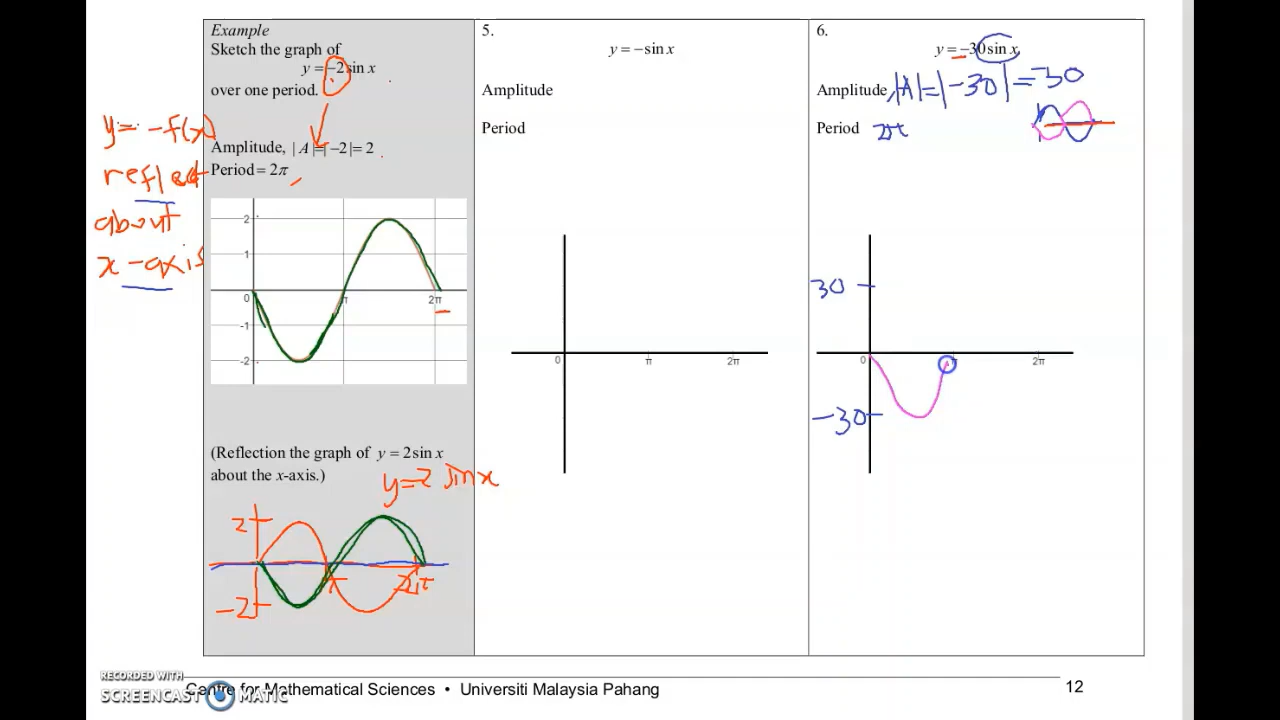 Example
Sketch the graph of
y = −2 sin x
over one period.
Amplitude, | A |=| −2 |= 2
Period = 2π
2
1
0
π
2π
-1
-2
(Reflection the graph of y = 2 sin x
about the x-axis.)
y=2 sin x
2
π
2π
-2
y= -f(x)
reflect
about
x-axis
5.
y = − sin x
Amplitude
Period
0
π
2π
6.
y = −30 sin x
Amplitude, |A|=|-30| = 30
Period 2π
30
0
π
2π
-30
RECORDED WITH
SCREENCAST MATIC
Centre for Mathematical Sciences • Universiti Malaysia Pahang
12